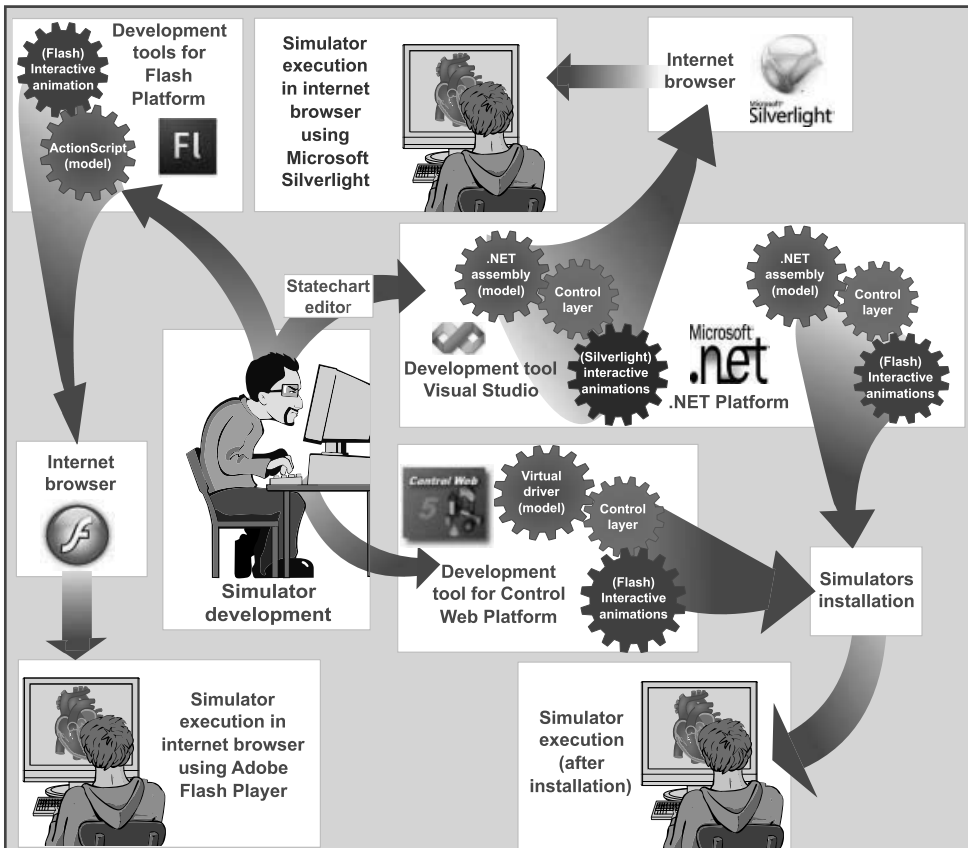 (Flash)
Interactive
animation
Development
tools for
Flash
Platform
ActionScript
(model)
Fl
Simulator
execution
in internet
browser
using
Microsoft
Silverlight
Internet
browser
Microsoft
Silverlight
Statechart
editor
.NET
assembly
(model)
Control
layer
(Silverlight)
interactive
animations
Development tool
Visual Studio
Microsoft
.net
.NET Platform
.NET
assembly
(model)
Control
layer
(Flash)
Interactive
animations
Simulator
development
Internet
browser
Control Web
5
Virtual
driver
(model)
Control
layer
(Flash)
Interactive
animations
Development
tool for Control
Web Platform
Simulators
installation
Simulator
execution in
internet browser
using Adobe
Flash Player
Simulator
execution
(after
installation)